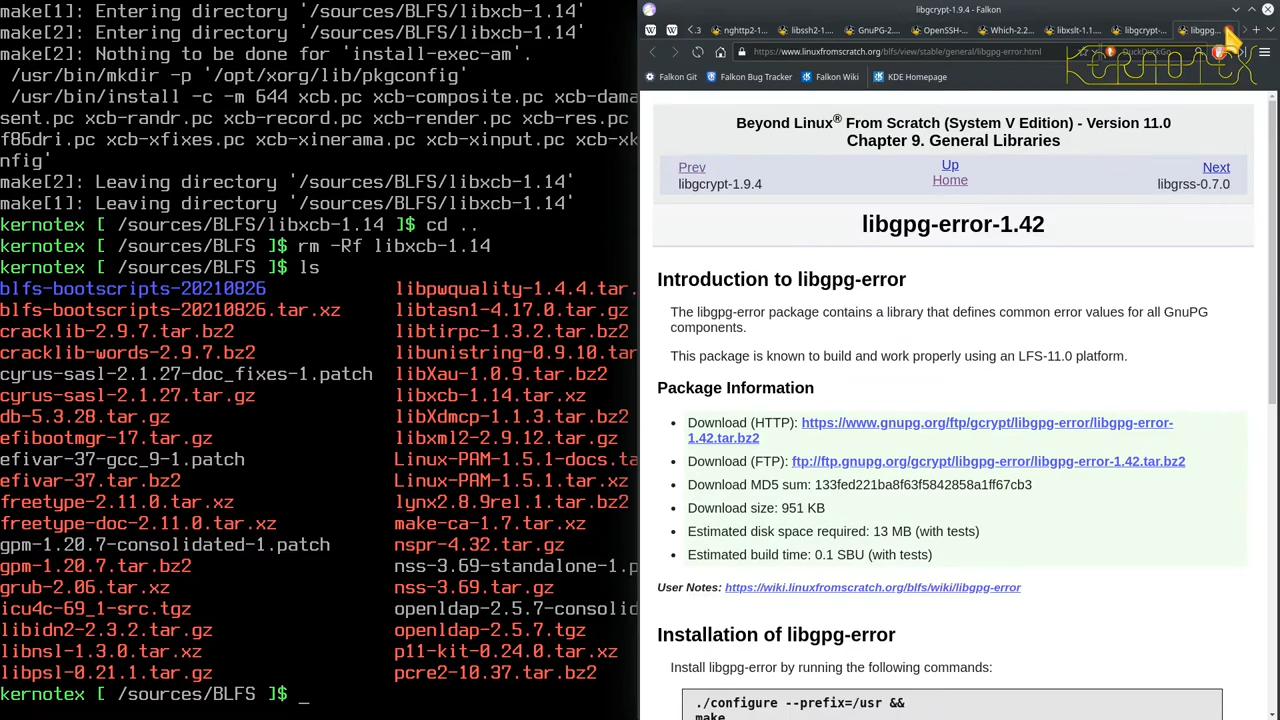 make[1]: Entering directory '/sources/BLFS/libxcb-1.14'
make[2]: Entering directory '/sources/BLFS/libxcb-1.14'
make[2]: Nothing to be done for 'install-exec-am'.
/usr/bin/mkdir -p '/opt/xorg/lib/pkgconfig'
/usr/bin/install -c -m 644 xcb.pc xcb-composite.pc xcb-dama
sent.pc xcb-randr.pc xcb-record.pc xcb-render.pc xcb-res.pc
f86dri.pc xcb-xfixes.pc xcb-xinerama.pc xcb-xinput.pc xcb-xk
nfig'
make[2]: Leaving directory '/sources/BLFS/libxcb-1.14'
make[1]: Leaving directory '/sources/BLFS/libxcb-1.14'
kernotex [ /sources/BLFS/libxcb-1.14 ]$ cd ..
kernotex [ /sources/BLFS ]$ rm -Rf libxcb-1.14
kernotex [ /sources/BLFS ]$ ls
blfs-bootscripts-20210826 libpwquality-1.4.4.tar.
blfs-bootscripts-20210826.tar.xz libtasn1-4.17.0.tar.gz
cracklib-2.9.7.tar.bz2 libtirpc-1.3.2.tar.bz2
cracklib-words-2.9.7.bz2 libunistring-0.9.10.tar
cyrus-sasl-2.1.27-doc_fixes-1.patch libXau-1.0.9.tar.bz2
cyrus-sasl-2.1.27.tar.gz libxcb-1.14.tar.xz
db-5.3.28.tar.gz libXdmcp-1.1.3.tar.bz2
efibootmgr-17.tar.gz libxml2-2.9.12.tar.gz
efivar-37-gcc_9-1.patch Linux-PAM-1.5.1-docs.ta
efivar-37.tar.bz2 Linux-PAM-1.5.1.tar.xz
freetype-2.11.0.tar.xz lynx2.8.9rel.1.tar.bz2
freetype-doc-2.11.0.tar.xz make-ca-1.7.tar.xz
gpm-1.20.7-consolidated-1.patch nspr-4.32.tar.gz
gpm-1.20.7.tar.bz2 nss-3.69-standalone-1.p
grub-2.06.tar.xz nss-3.69.tar.gz
icu4c-69_1-src.tgz openldap-2.5.7-consolid
libidn2-2.3.2.tar.gz openldap-2.5.7.tgz
libnsl-1.3.0.tar.xz p11-kit-0.24.0.tar.xz
libpsl-0.21.1.tar.gz pcre2-10.37.tar.bz2
kernotex [ /sources/BLFS ]$ _
libgcrypt-1.9.4 - Falkon
nghttp2-1... libssh2-... GnuPG-2... OpenSSH-... Which-2.2... libxslt-1.1... libgcrypt-... libgpg...
https://www.linuxfromscratch.org/blfs/view/stable/general/libgpg-error.html DuckDuckGo
Kernotex
Falkon Git Falkon Bug Tracker Falkon Wiki KDE Homepage
Beyond Linux® From Scratch (System V Edition) - Version 11.0
Chapter 9. General Libraries
Prev Up Next
libgcrypt-1.9.4 Home libgrss-0.7.0
libgpg-error-1.42
Introduction to libgpg-error
The libgpg-error package contains a library that defines common error values for all GnuPG
components.
This package is known to build and work properly using an LFS-11.0 platform.
Package Information
Download (HTTP): https://www.gnupg.org/ftp/gcrypt/libgpg-error/libgpg-error-
1.42.tar.bz2
Download (FTP): ftp://ftp.gnupg.org/gcrypt/libgpg-error/libgpg-error-1.42.tar.bz2
Download MD5 sum: 133fed221ba8f63f5842858a1ff67cb3
Download size: 951 KB
Estimated disk space required: 13 MB (with tests)
Estimated build time: 0.1 SBU (with tests)
User Notes: https://wiki.linuxfromscratch.org/blfs/wiki/libgpg-error
Installation of libgpg-error
Install libgpg-error by running the following commands:
./configure --prefix=/usr &&
make